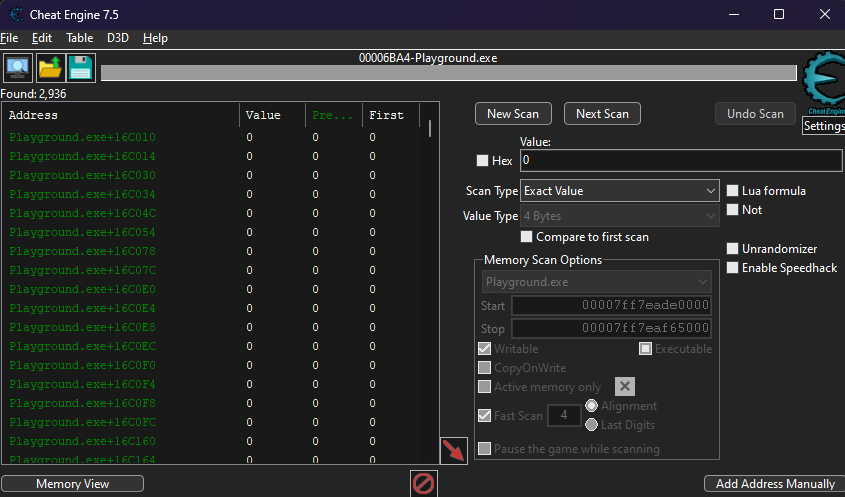 Cheat Engine 7.5
File Edit Table D3D Help
00006BA4-Playground.exe
Found: 2,936
Cheat Engine
Settings
Address Value Pre... First
Playground.exe+16C010 0 0 0
Playground.exe+16C014 0 0 0
Playground.exe+16C030 0 0 0
Playground.exe+16C034 0 0 0
Playground.exe+16C04C 0 0 0
Playground.exe+16C054 0 0 0
Playground.exe+16C078 0 0 0
Playground.exe+16C07C 0 0 0
Playground.exe+16C0E0 0 0 0
Playground.exe+16C0E4 0 0 0
Playground.exe+16C0E8 0 0 0
Playground.exe+16C0EC 0 0 0
Playground.exe+16C0F0 0 0 0
Playground.exe+16C0F4 0 0 0
Playground.exe+16C0F8 0 0 0
Playground.exe+16C0FC 0 0 0
Playground.exe+16C160 0 0 0
Playground.exe+16C164 0 0 0
New Scan Next Scan Undo Scan
Value:
Hex 0
Scan Type Exact Value
Lua formula
Value Type 4 Bytes
Not
Compare to first scan
Unrandomizer
Enable Speedhack
Memory Scan Options
Playground.exe
Start 00007ff7eade0000
Stop 00007ff7eaf65000
Writable Executable
CopyOnWrite
Active memory only
Fast Scan 4 Alignment
Last Digits
Pause the game while scanning
Memory View
Add Address Manually